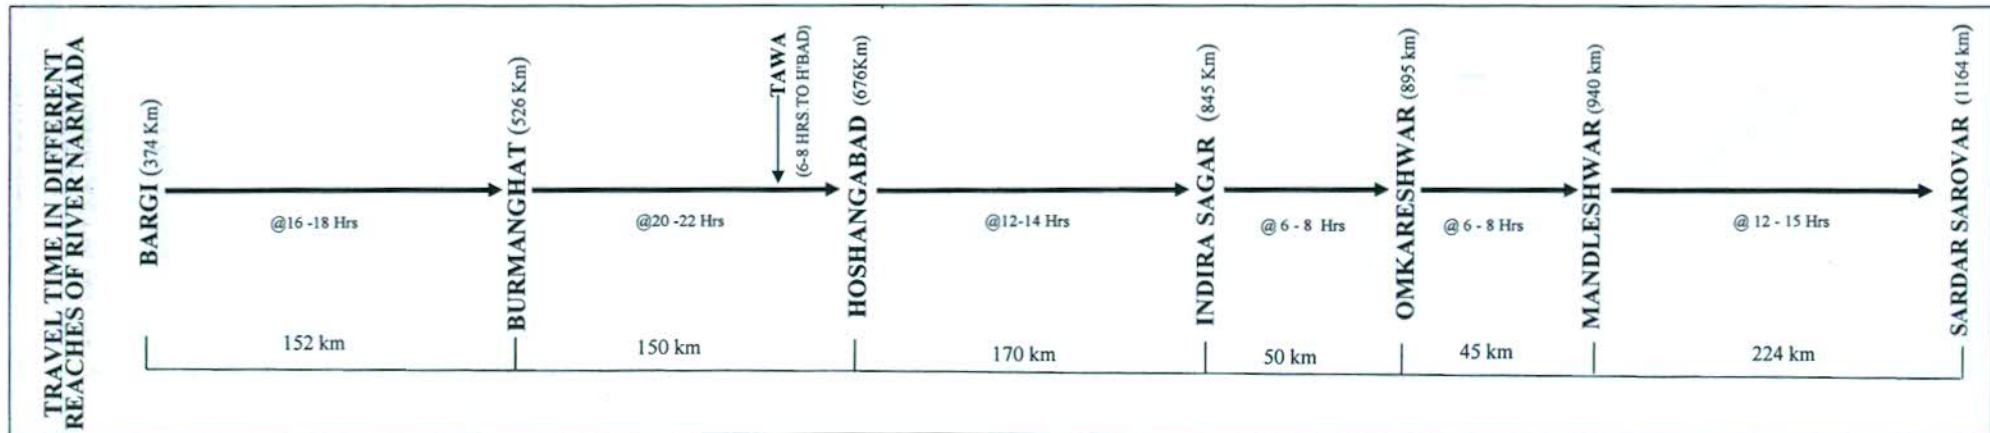 TRAVEL TIME IN DIFFERENT
REACHES OF RIVER NARMADA
BARGI (374 Km)
@16 -18 Hrs
BURMANGHAT (526 Km)
@20 -22 Hrs
TAWA
(6-8 HRS.TO H'BAD)
HOSHANGABAD (676Km)
@12-14 Hrs
INDIRA SAGAR (845 Km)
@ 6 - 8 Hrs
OMKARESHWAR (895 km)
@ 6 - 8 Hrs
MANDLESHWAR (940 km)
@ 12 - 15 Hrs
SARDAR SAROVAR (1164 km)
152 km
150 km
170 km
50 km
45 km
224 km